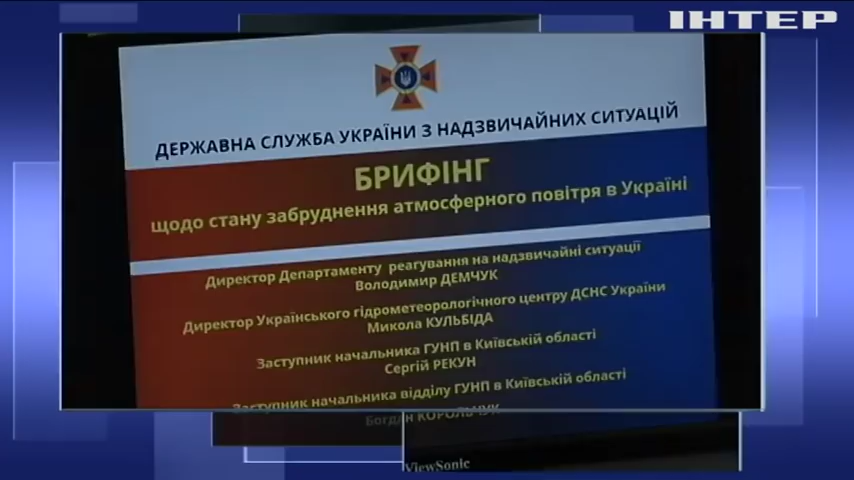 ІНТЕР
ДЕРЖАВНА СЛУЖБА УКРАЇНИ З НАДЗВИЧАЙНИХ СИТУАЦІЙ
БРИФІНГ
щодо стану забруднення атмосферного повітря в Україні
Директор Департаменту реагування на надзвичайні ситуації
Володимир ДЕМЧУК
Директор Українського гідрометеорологічного центру ДСНС України
Микола КУЛЬБІДА
Заступник начальника ГУНП в Київській області
Сергій РЕКУН
Заступник начальника відділу ГУНП в Київській області
Богдан КОРОЛЬЧУК
ViewSonic